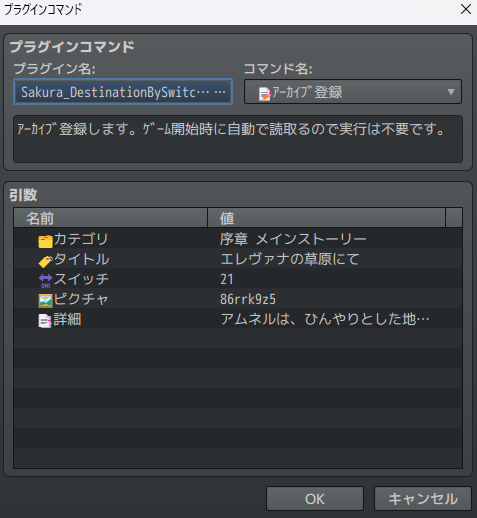 プラグインコマンド
プラグインコマンド
プラグイン名:
コマンド名:
Sakura_DestinationBySwitc… …
ｱｰｶｲﾌﾞ登録
ｱｰｶｲﾌﾞ登録します。ｹﾞｰﾑ開始時に自動で読取るので実行は不要です。
引数
名前
値
カテゴリ
序章 メインストーリー
タイトル
エレヴァナの草原にて
ON!
スイッチ
21
ピクチャ
86rrk9z5
詳細
アムネルは、ひんやりとした地…
OK
キャンセル